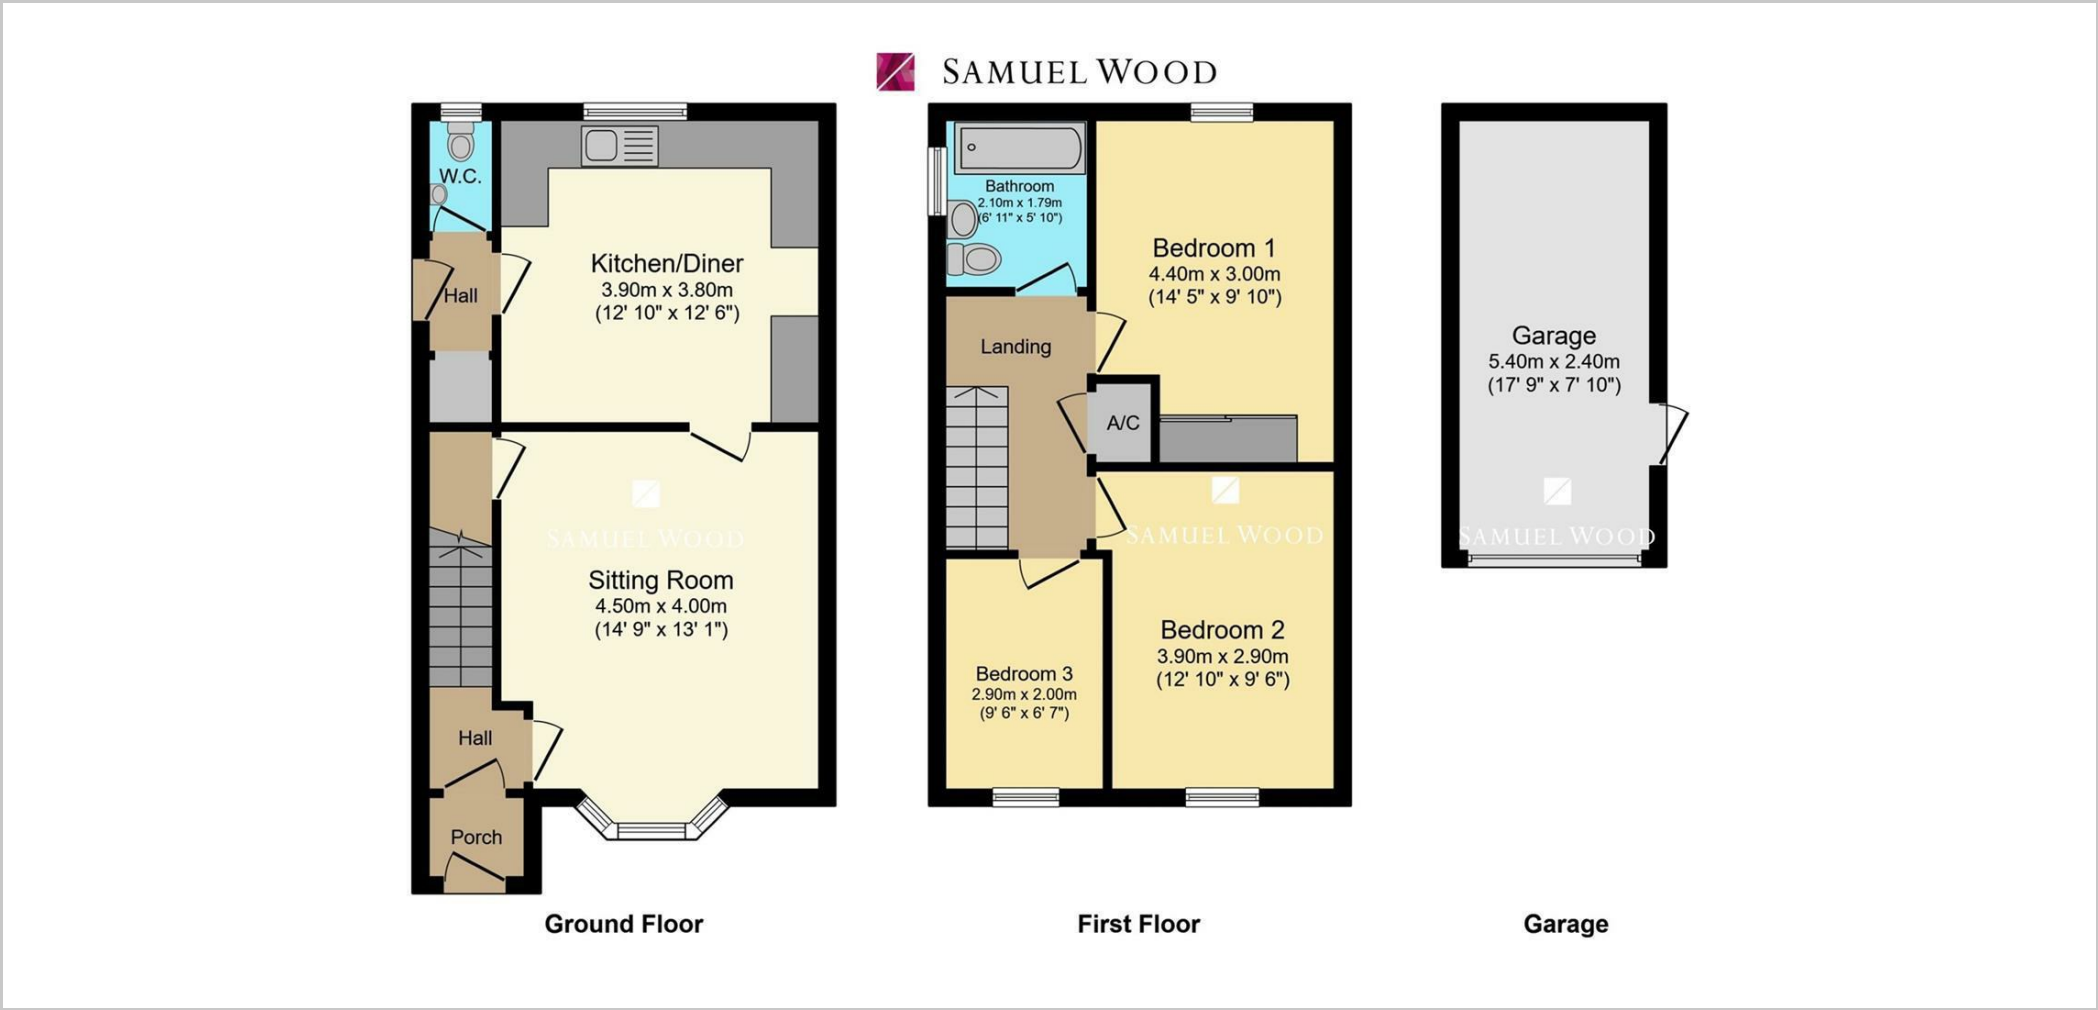 SAMUEL WOOD
W.C.
Hall
Kitchen/Diner
3.90m x 3.80m
(12' 10" x 12' 6")
SAMUEL WOOD
Sitting Room
4.50m x 4.00m
(14' 9" x 13' 1")
Hall
Porch
Ground Floor
Bathroom
2.10m x 1.79m
(6' 11" x 5' 10")
Bedroom 1
4.40m x 3.00m
(14' 5" x 9' 10")
Landing
A/C
SAMUEL WOOD
Bedroom 2
3.90m x 2.90m
(12' 10" x 9' 6")
Bedroom 3
2.90m x 2.00m
(9' 6" x 6' 7")
First Floor
Garage
5.40m x 2.40m
(17' 9" x 7' 10")
SAMUEL WOOD
Garage